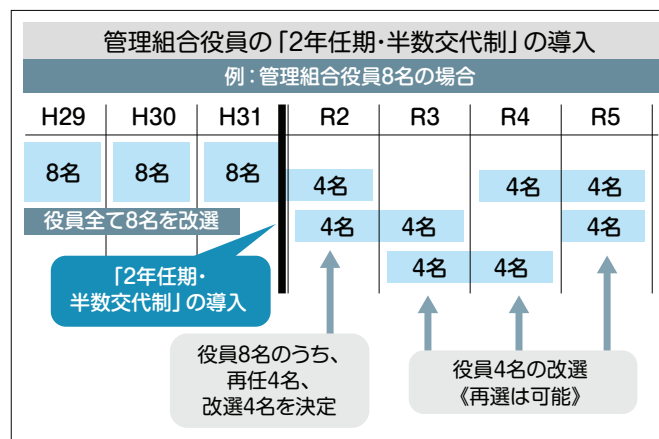 管理組合役員の「2年任期・半数交代制」の導入
例：管理組合役員8名の場合
H29 H30 H31 R2 R3 R4 R5
8名 8名 8名
4名 4名 4名
役員全て8名を改選
4名 4名 4名
「2年任期・
半数交代制」の導入
4名 4名
役員8名のうち、
再任4名、
改選4名を決定
役員4名の改選
《再選は可能》